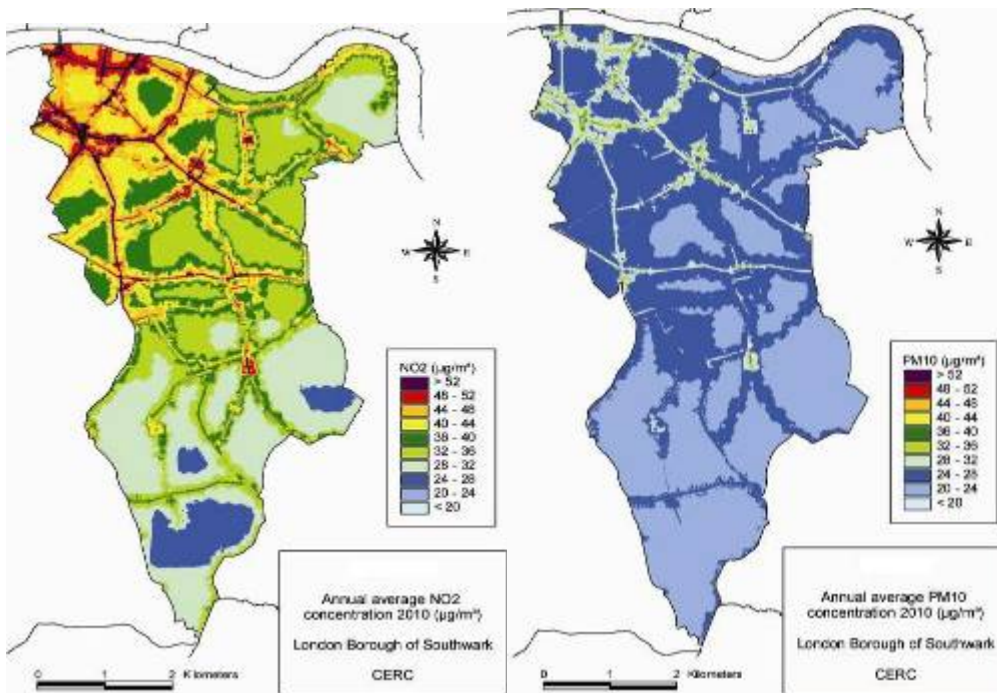 N
W E
S
NO2 (µg/m³)
> 52
48 - 52
44 - 48
40 - 44
36 - 40
32 - 36
28 - 32
24 - 28
20 - 24
< 20
Annual average NO2
concentration 2010 (µg/m³)
London Borough of Southwark
CERC
0 1 2 Kilometers
N
W E
S
PM10 (µg/m³)
> 52
48 - 52
44 - 48
40 - 44
36 - 40
32 - 36
28 - 32
24 - 28
20 - 24
< 20
Annual average PM10
concentration 2010 (µg/m³)
London Borough of Southwark
CERC
0 1 2 Kilometers